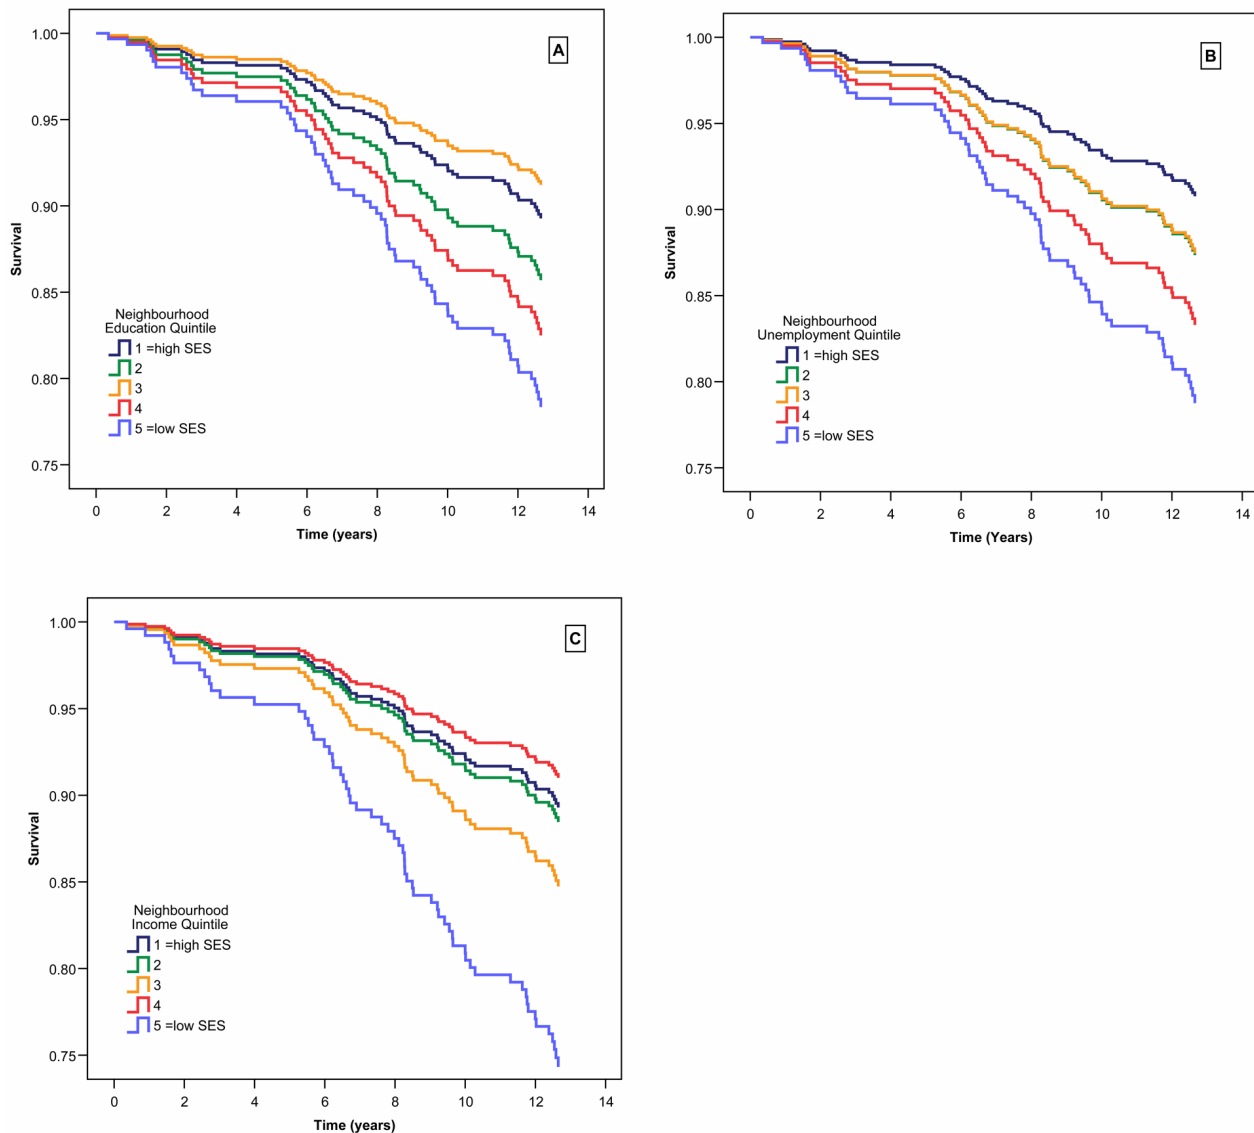 A
1.00
0.95
0.90
0.85
0.80
0.75
Survival
Neighbourhood
Education Quintile
1 =high SES
2
3
4
5 =low SES
0 2 4 6 8 10 12 14
Time (years)
B
1.00
0.95
0.90
0.85
0.80
0.75
Survival
Neighbourhood
Unemployment Quintile
1 =high SES
2
3
4
5 =low SES
0 2 4 6 8 10 12 14
Time (Years)
C
1.00
0.95
0.90
0.85
0.80
0.75
Survival
Neighbourhood
Income Quintile
1 =high SES
2
3
4
5 =low SES
0 2 4 6 8 10 12 14
Time (years)